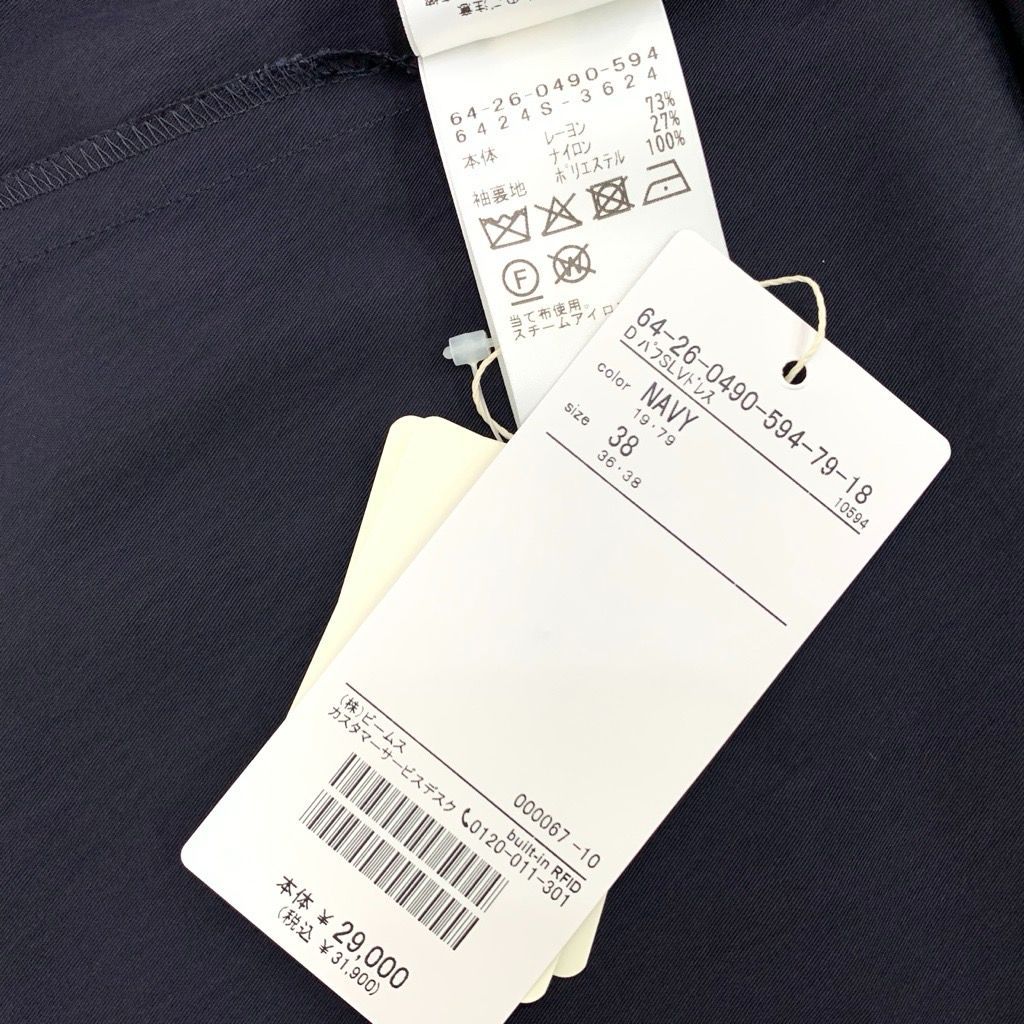 のご注意
64-26-0490-594
6424S-3624
本体 レーヨン 73%
ナイロン 27%
袖裏地 ポリエステル 100%
F
W
当て布使用。
スチームアイロ
64-26-0490-594-79-18
D パフSLVドレス 10594
color NAVY
19・79
size 38
36・38
(株)ビームス 000067 -10
カスタマーサービスデスク 0120-011-301
built-in RFID
本体 ¥ 29,000
(税込 ¥ 31,900)